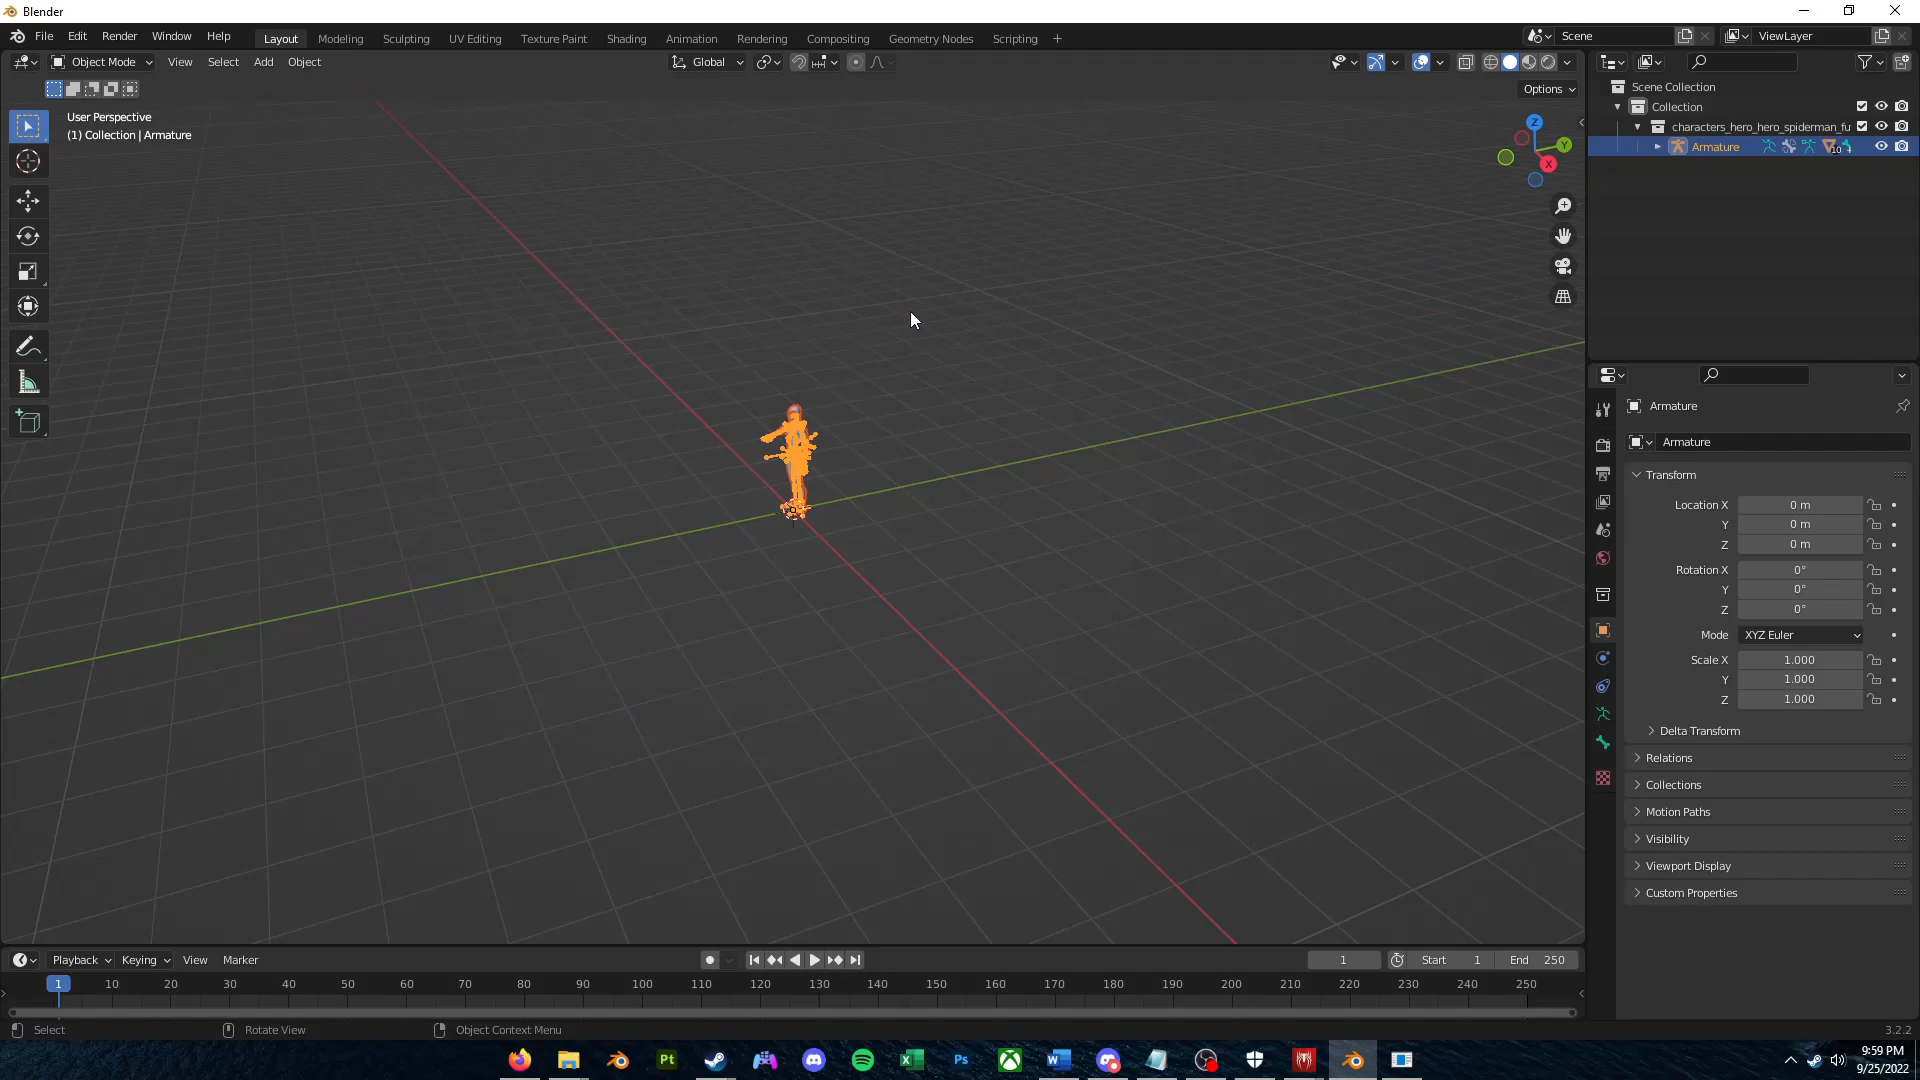 Blender
File Edit Render Window Help
Layout Modeling Sculpting UV Editing Texture Paint Shading Animation Rendering Compositing Geometry Nodes Scripting +
Scene
ViewLayer
Object Mode View Select Add Object
Global
Options
User Perspective
(1) Collection | Armature
Z
Y
X
Scene Collection
Collection
characters_hero_hero_spiderman_fu
Armature
10
Armature
Armature
Transform
Location X 0 m
Y 0 m
Z 0 m
Rotation X 0°
Y 0°
Z 0°
Mode XYZ Euler
Scale X 1.000
Y 1.000
Z 1.000
Delta Transform
Relations
Collections
Motion Paths
Visibility
Viewport Display
Custom Properties
Playback Keying View Marker
1 Start 1 End 250
1 10 20 30 40 50 60 70 80 90 100 110 120 130 140 150 160 170 180 190 200 210 220 230 240 250
Select Rotate View Object Context Menu
3.2.2
Pt
Ps
9:59 PM
9/25/2022